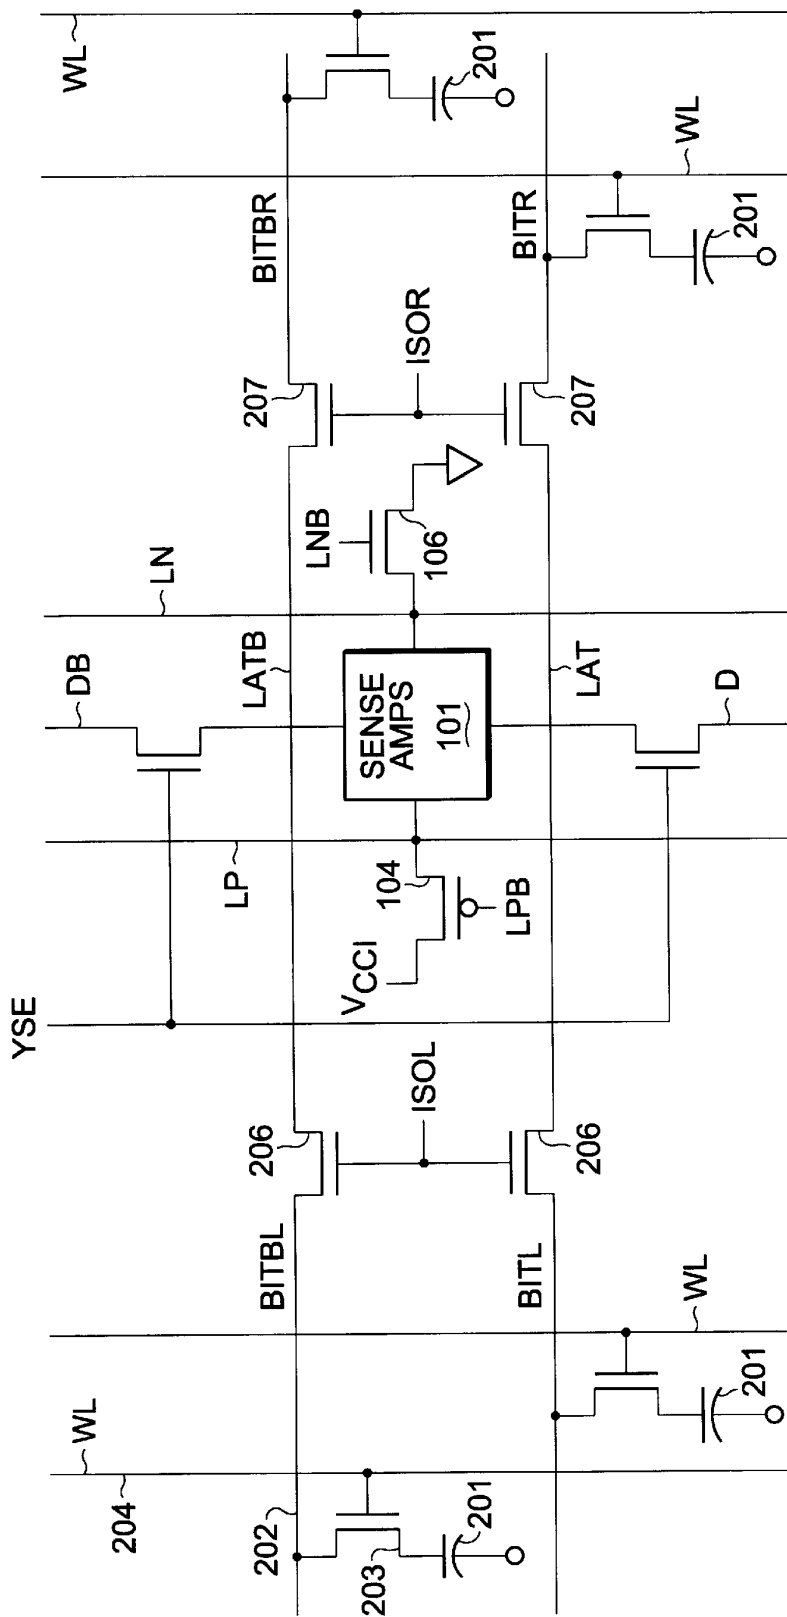 WL
204
202
203
201
WL
201
BITBL
BITL
206
ISOL
206
YSE
VCCI
LPB
104
LP
DB
LATB
SENSE
AMPS
101
LAT
D
LN
LNB
106
207
ISOR
207
BITBR
BITR
WL
201
WL
201